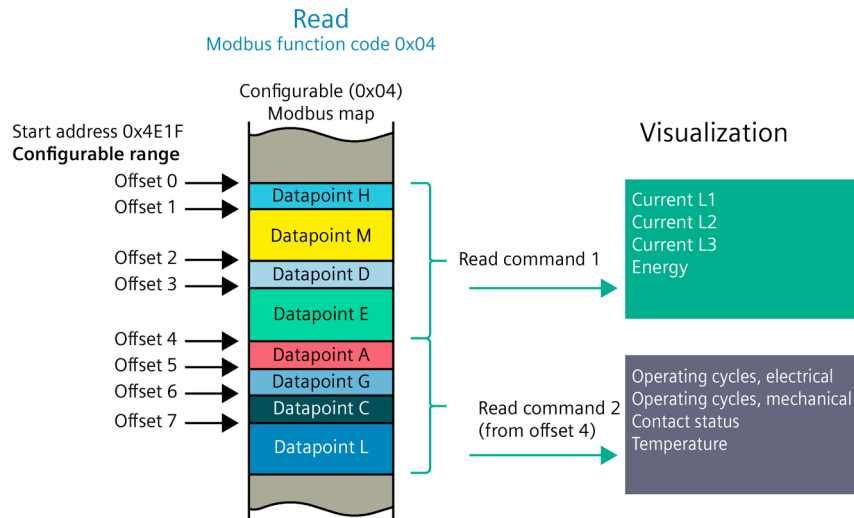 Read
Modbus function code 0x04
Configurable (0x04)
Modbus map
Start address 0x4E1F
Configurable range
Offset 0
Offset 1
Offset 2
Offset 3
Offset 4
Offset 5
Offset 6
Offset 7
Datapoint H
Datapoint M
Datapoint D
Datapoint E
Datapoint A
Datapoint G
Datapoint C
Datapoint L
Read command 1
Read command 2
(from offset 4)
Visualization
Current L1
Current L2
Current L3
Energy
Operating cycles, electrical
Operating cycles, mechanical
Contact status
Temperature